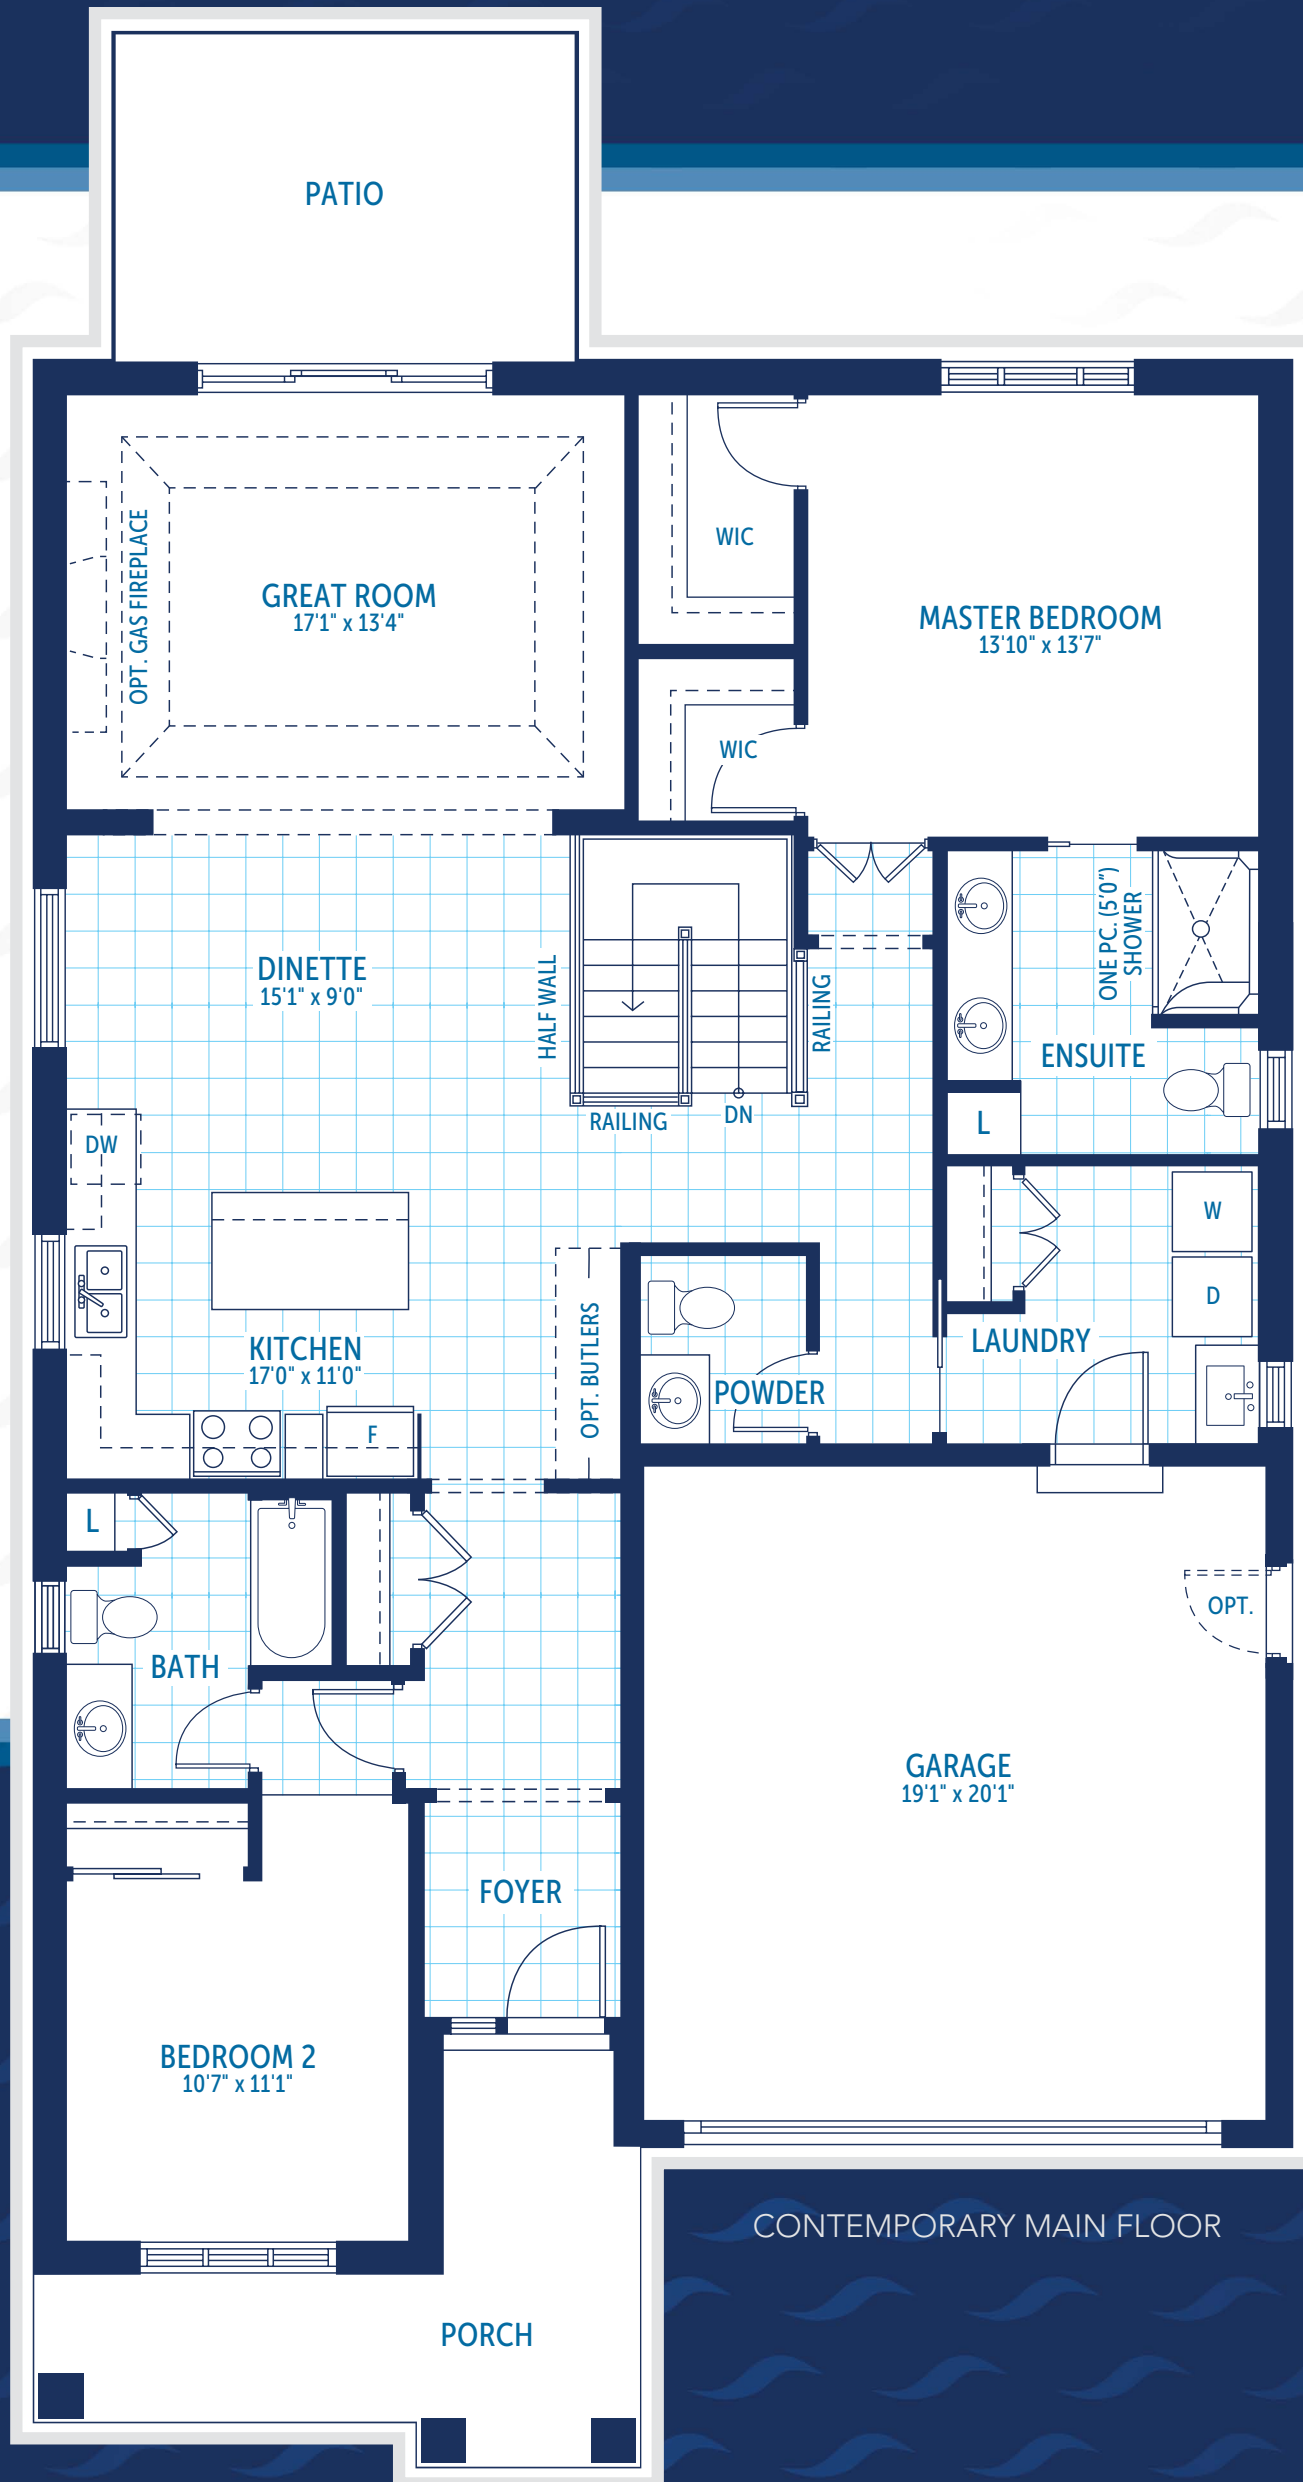 PATIO
OPT. GAS FIREPLACE
GREAT ROOM
17'1" x 13'4"
WIC
MASTER BEDROOM
13'10" x 13'7"
WIC
DINETTE
15'1" x 9'0"
HALF WALL
RAILING
RAILING
DN
ONE PC. (5'0")
SHOWER
ENSUITE
L
DW
W
D
KITCHEN
17'0" x 11'0"
OPT. BUTLERS
LAUNDRY
POWDER
F
L
BATH
OPT.
GARAGE
19'1" x 20'1"
FOYER
BEDROOM 2
10'7" x 11'1"
CONTEMPORARY MAIN FLOOR
PORCH